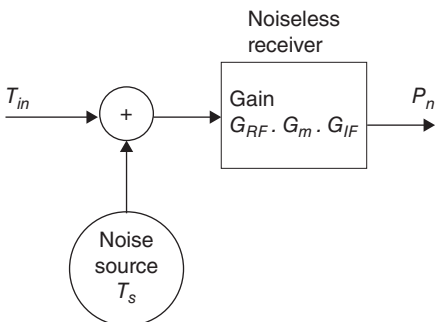 Noiseless
receiver
T_in
+
Gain
G_RF . G_m . G_IF
P_n
Noise
source
T_s